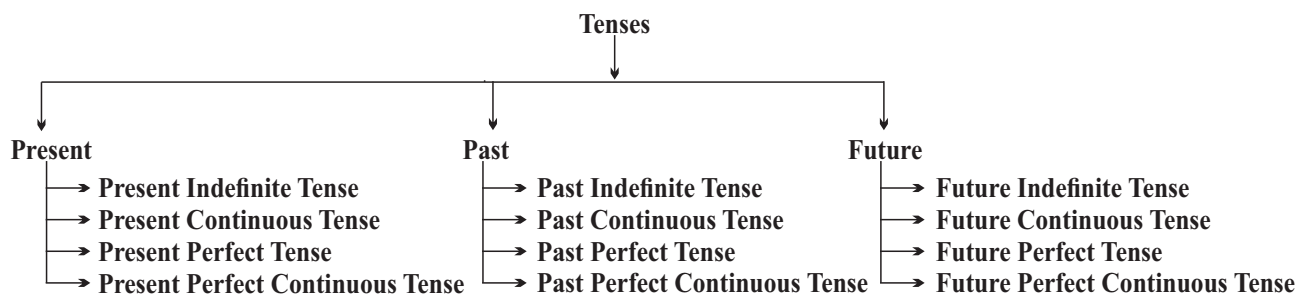 Tenses
Present Past Future
Present Indefinite Tense Past Indefinite Tense Future Indefinite Tense
Present Continuous Tense Past Continuous Tense Future Continuous Tense
Present Perfect Tense Past Perfect Tense Future Perfect Tense
Present Perfect Continuous Tense Past Perfect Continuous Tense Future Perfect Continuous Tense